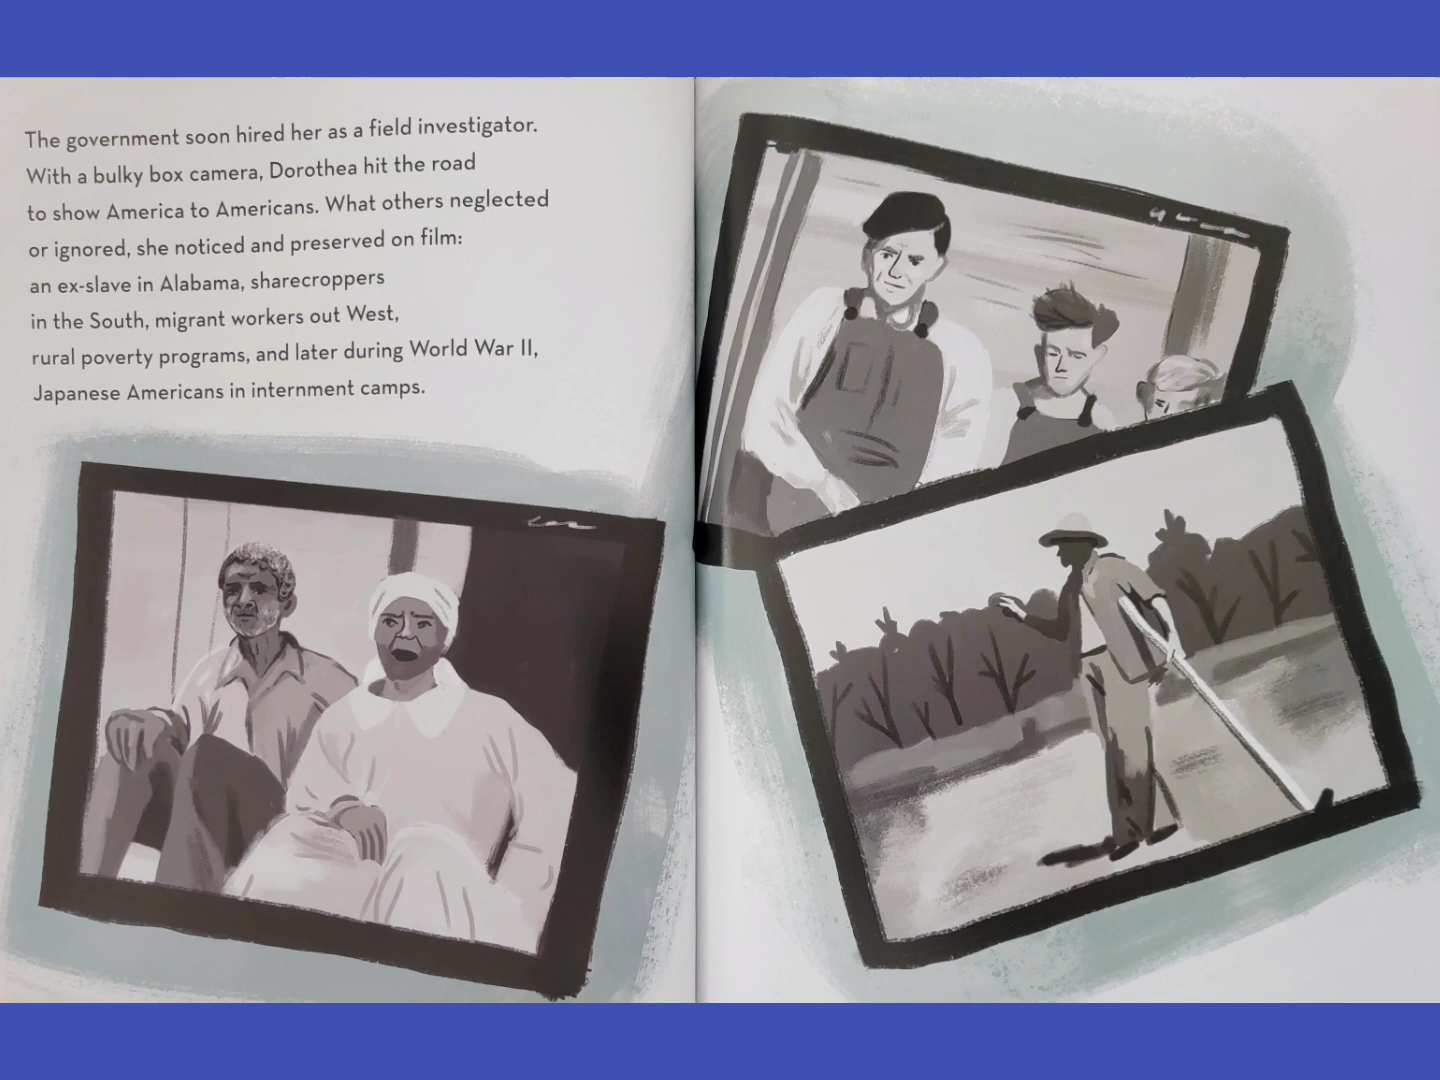 The government soon hired her as a field investigator.
With a bulky box camera, Dorothea hit the road
to show America to Americans. What others neglected
or ignored, she noticed and preserved on film:
an ex-slave in Alabama, sharecroppers
in the South, migrant workers out West,
rural poverty programs, and later during World War II,
Japanese Americans in internment camps.